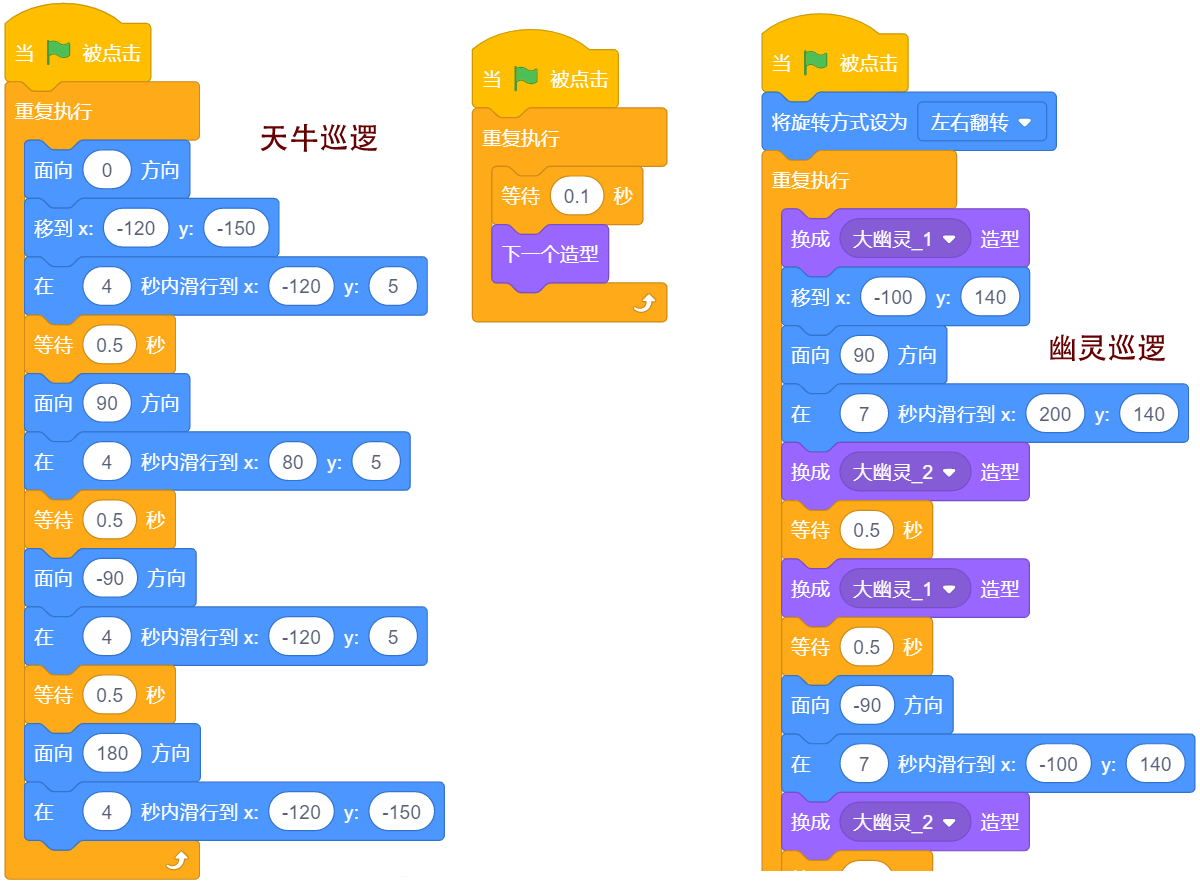 当 被点击
重复执行
天牛巡逻
面向 0 方向
移到 x: -120 y: -150
在 4 秒内滑行到 x: -120 y: 5
等待 0.5 秒
面向 90 方向
在 4 秒内滑行到 x: 80 y: 5
等待 0.5 秒
面向 -90 方向
在 4 秒内滑行到 x: -120 y: 5
等待 0.5 秒
面向 180 方向
在 4 秒内滑行到 x: -120 y: -150
当 被点击
重复执行
等待 0.1 秒
下一个造型
当 被点击
将旋转方式设为 左右翻转
重复执行
换成 大幽灵_1 造型
移到 x: -100 y: 140
幽灵巡逻
面向 90 方向
在 7 秒内滑行到 x: 200 y: 140
换成 大幽灵_2 造型
等待 0.5 秒
换成 大幽灵_1 造型
等待 0.5 秒
面向 -90 方向
在 7 秒内滑行到 x: -100 y: 140
换成 大幽灵_2 造型